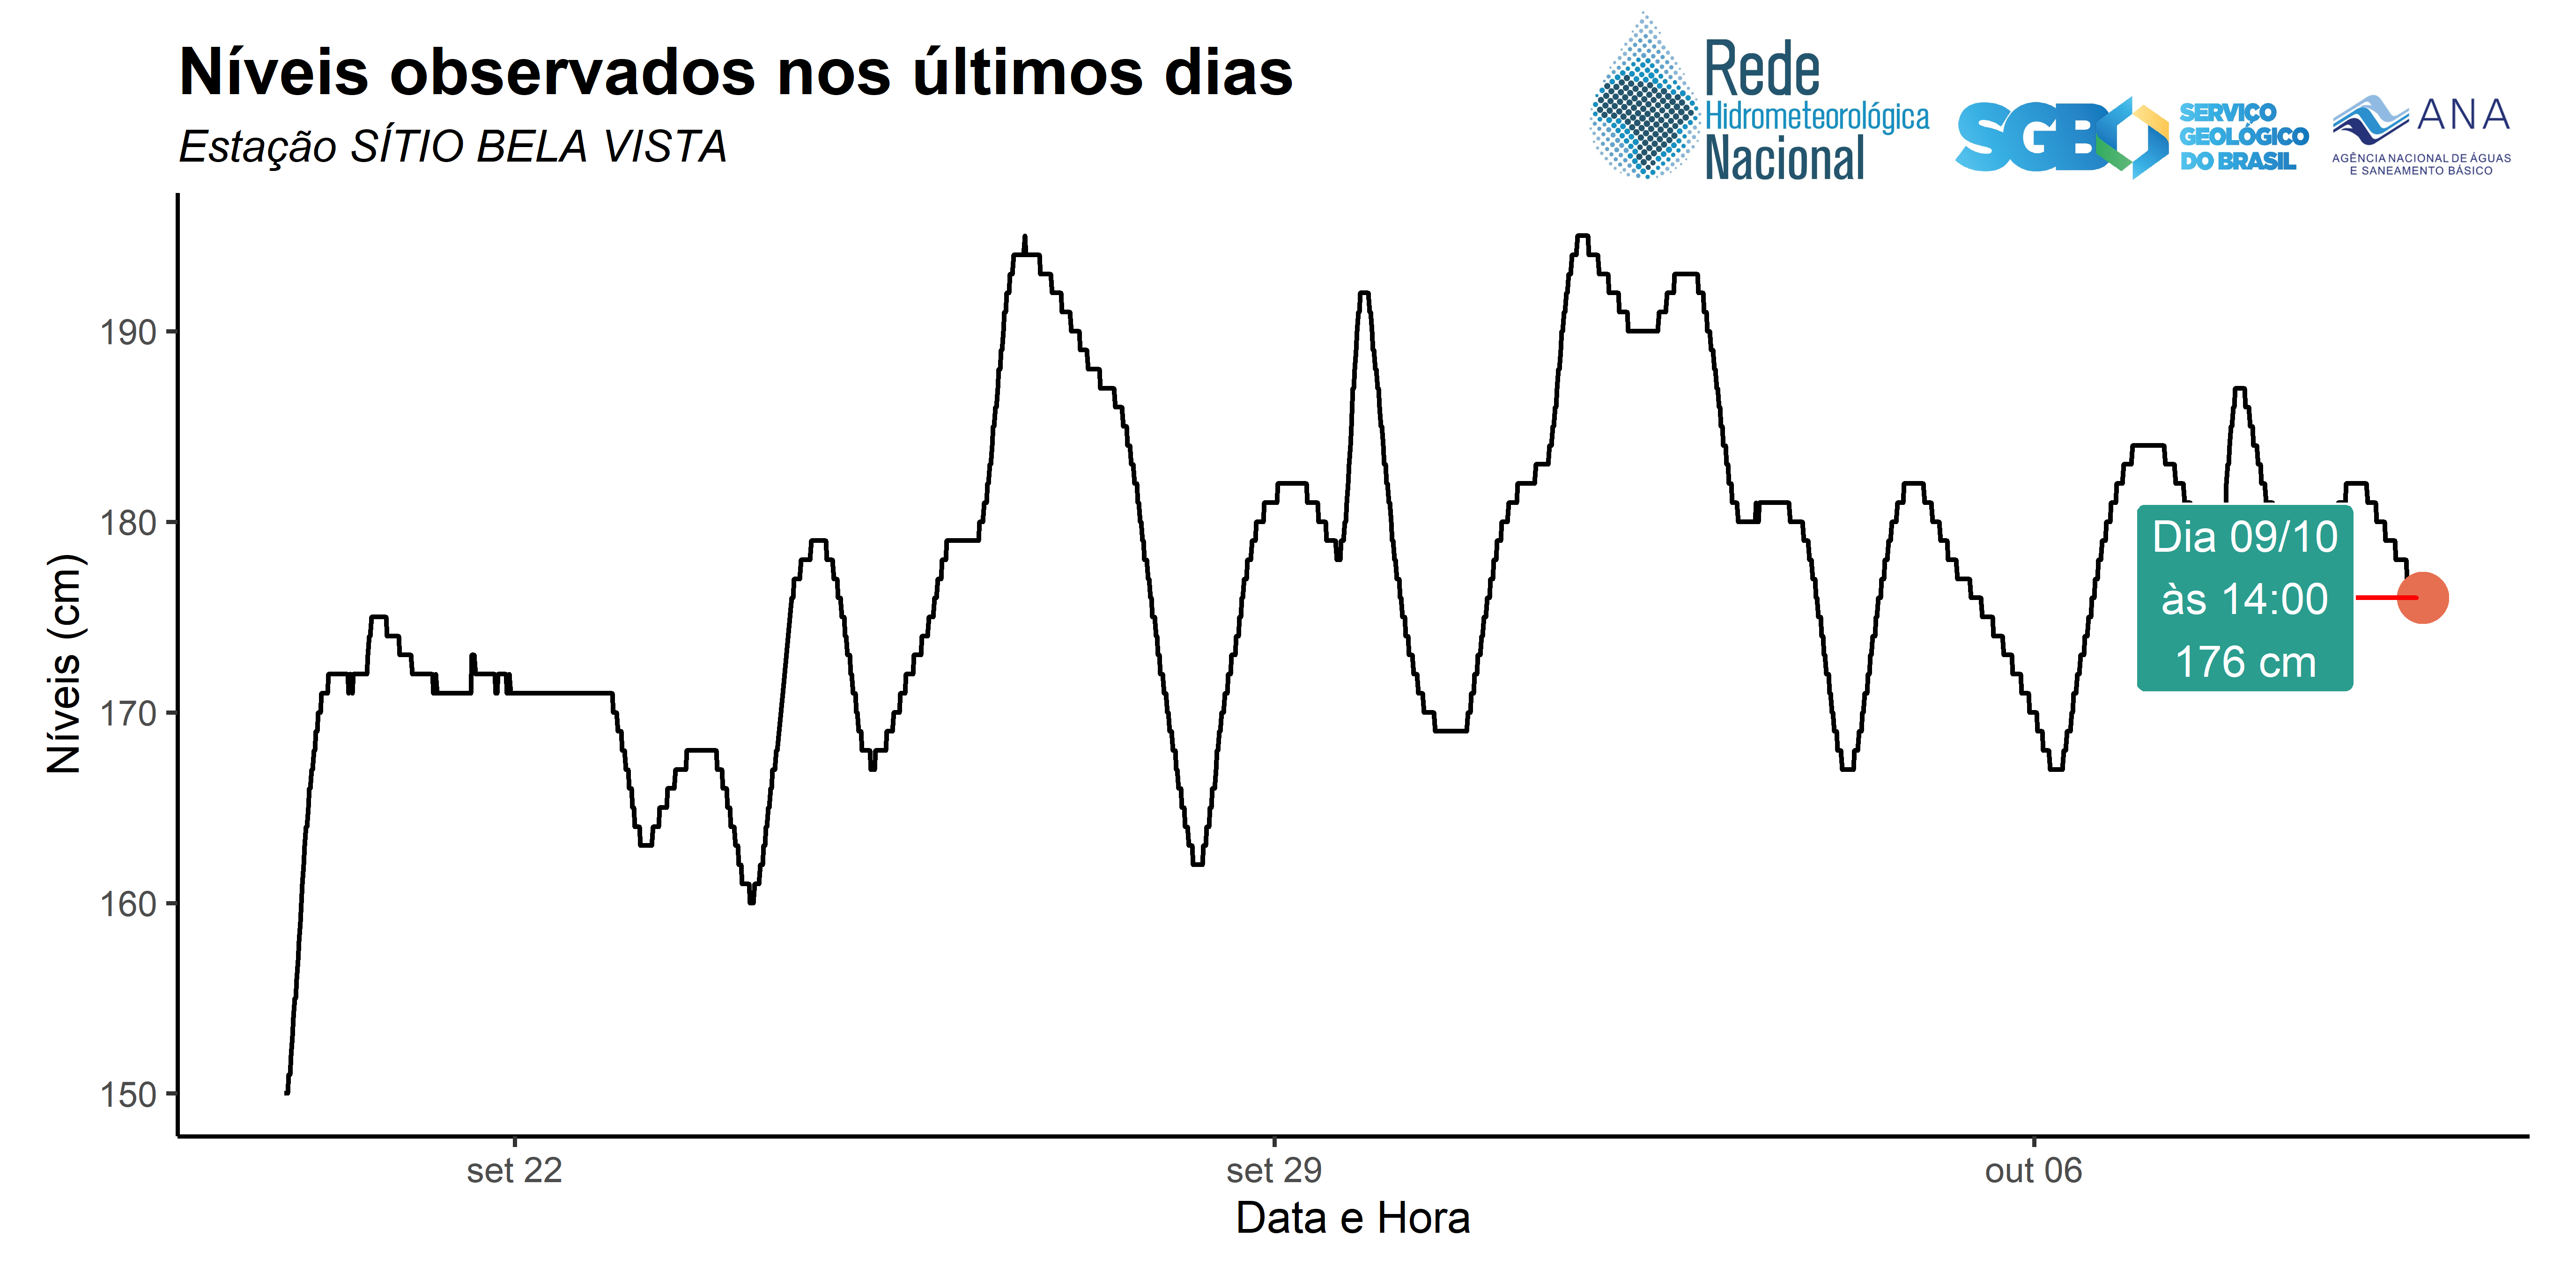 Níveis observados nos últimos dias
Estação SÍTIO BELA VISTA
Rede
Hidrometeorológica
Nacional
SGB
SERVIÇO
GEOLÓGICO
DO BRASIL
ANA
AGÊNCIA NACIONAL DE ÁGUAS
E SANEAMENTO BÁSICO
Níveis (cm)
190
180
170
160
150
Dia 09/10
às 14:00
176 cm
set 22
set 29
out 06
Data e Hora